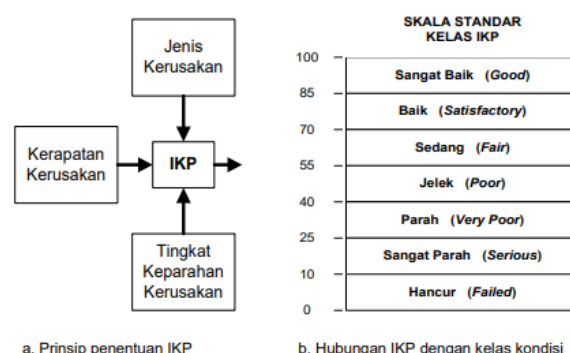 Jenis
Kerusakan
Kerapatan
Kerusakan
IKP
Tingkat
Keparahan
Kerusakan
a. Prinsip penentuan IKP
SKALA STANDAR
KELAS IKP
100
Sangat Baik (Good)
85
Baik (Satisfactory)
70
Sedang (Fair)
55
Jelek (Poor)
40
Parah (Very Poor)
25
Sangat Parah (Serious)
10
Hancur (Failed)
0
b. Hubungan IKP dengan kelas kondisi